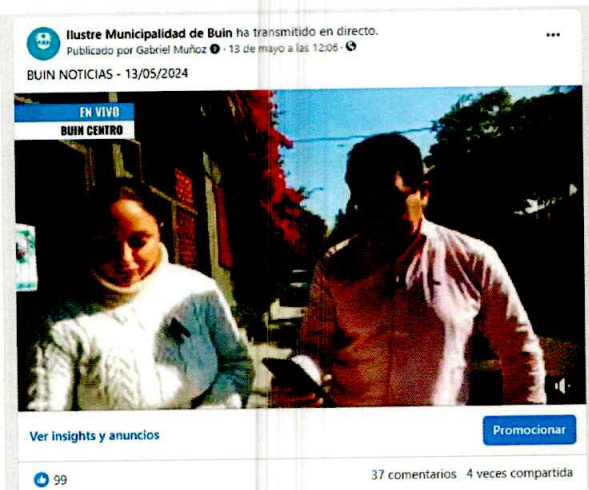 Ilustre Municipalidad de Buin ha transmitido en directo.
Publicado por Gabriel Muñoz · 13 de mayo a las 12:06 ·
BUIN NOTICIAS - 13/05/2024
EN VIVO
BUIN CENTRO
Ver insights y anuncios
Promocionar
99
37 comentarios 4 veces compartida